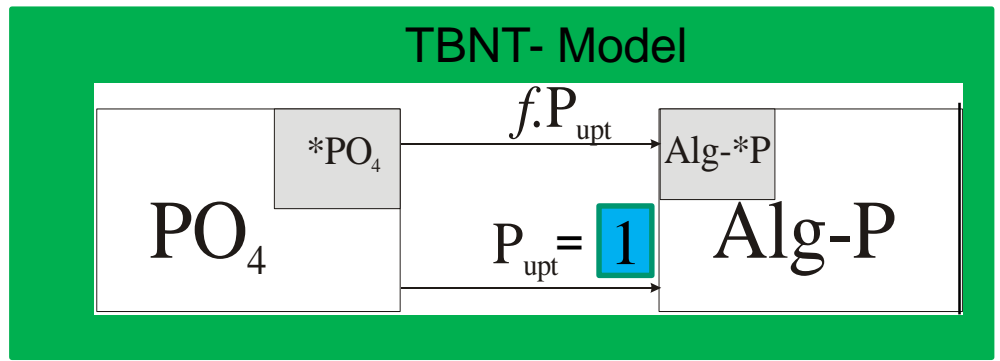 TBNT- Model
f.Pupt
*PO4
Alg-*P
PO4
Pupt= 1
Alg-P